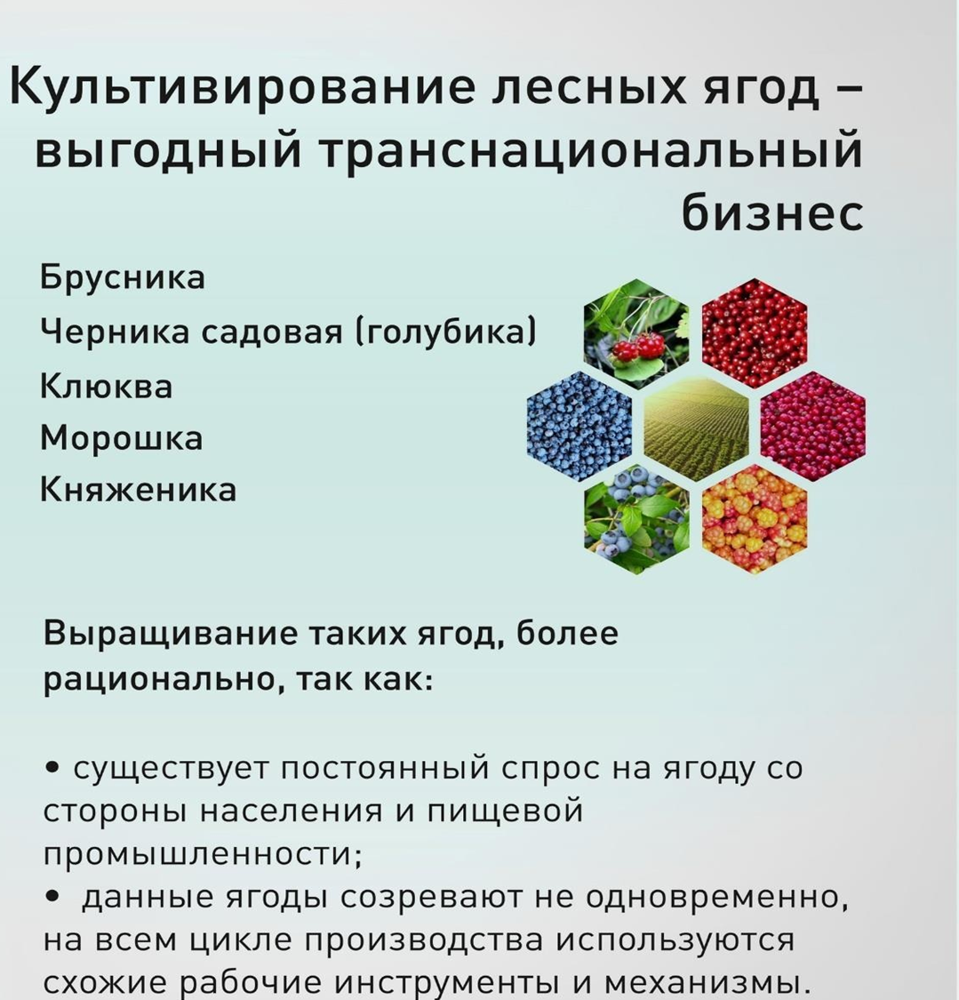 Культивирование лесных ягод –
выгодный транснациональный
бизнес
Брусника
Черника садовая (голубика)
Клюква
Морошка
Княженика
Выращивание таких ягод, более
рационально, так как:
• существует постоянный спрос на ягоду со
стороны населения и пищевой
промышленности;
• данные ягоды созревают не одновременно,
на всем цикле производства используются
схожие рабочие инструменты и механизмы.